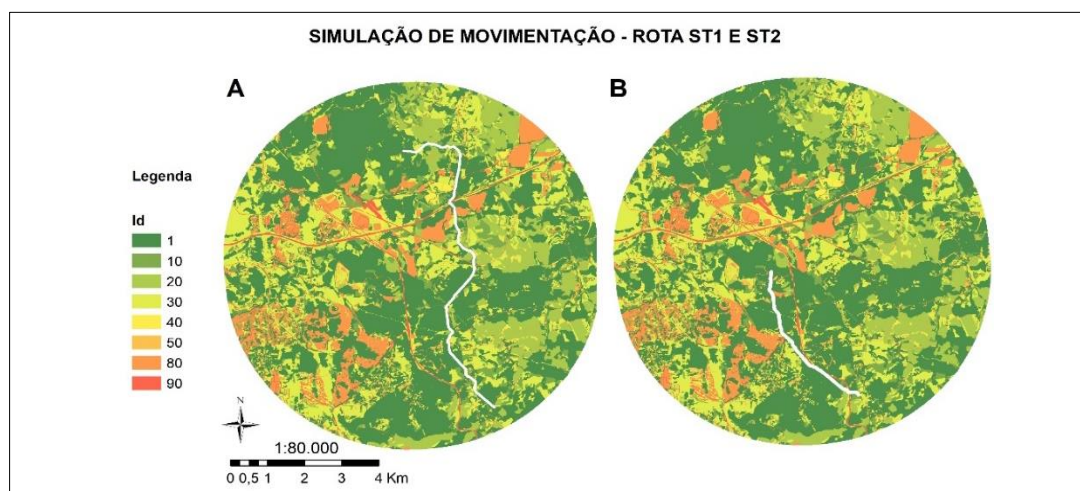 SIMULAÇÃO DE MOVIMENTAÇÃO - ROTA ST1 E ST2
A
B
Legenda
Id
1
10
20
30
40
50
80
90
1:80.000
0 0,5 1 2 3 4 Km